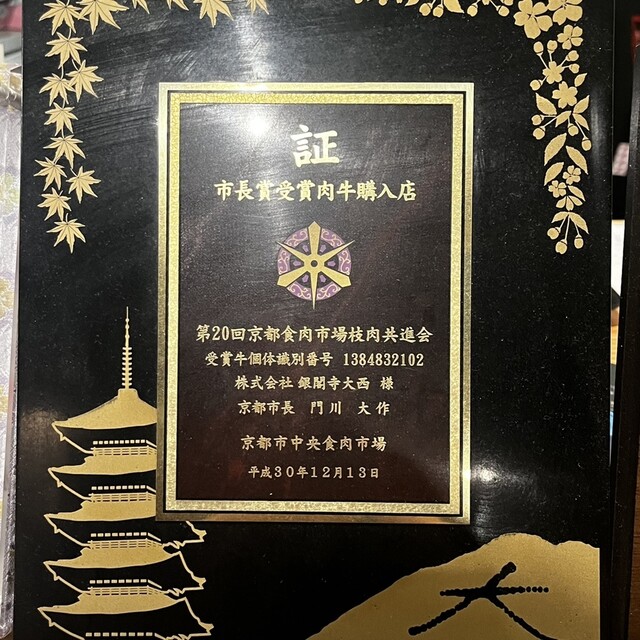 証
市長賞受賞肉牛購入店
第20回京都食肉市場枝肉共進会
受賞牛個体識別番号 1384832102
株式会社 銀閣寺大西 様
京都市長 門川 大作
京都市中央食肉市場
平成30年12月13日
大